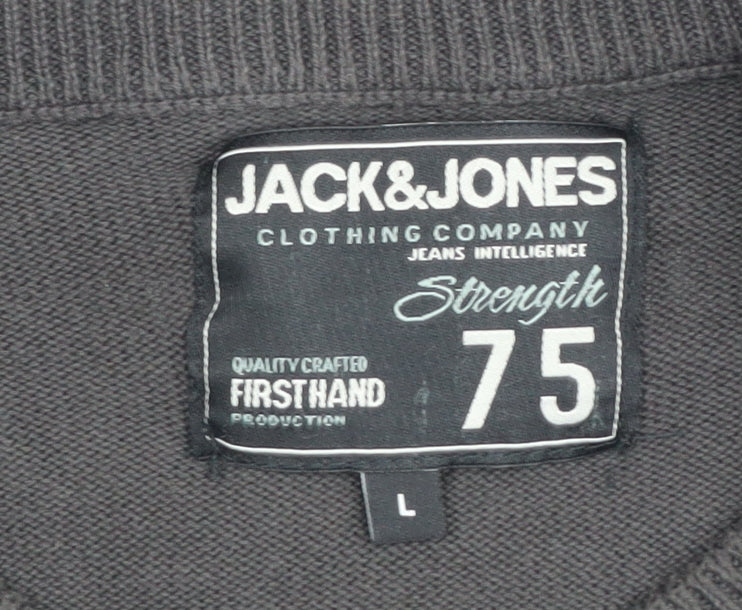 JACK&JONES
CLOTHING COMPANY
JEANS INTELLIGENCE
Strength
75
QUALITY CRAFTED
FIRSTHAND
PRODUCTION
L